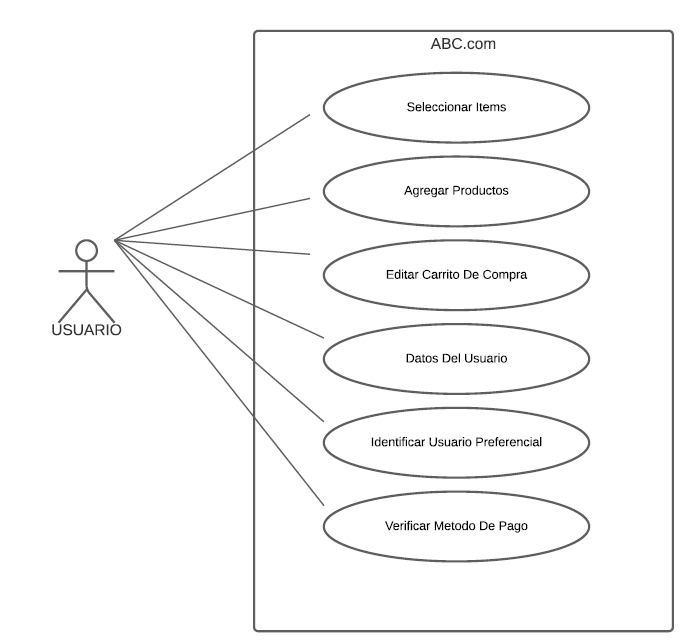 ABC.com
Seleccionar Items
Agregar Productos
Editar Carrito De Compra
USUARIO
Datos Del Usuario
Identificar Usuario Preferencial
Verificar Metodo De Pago